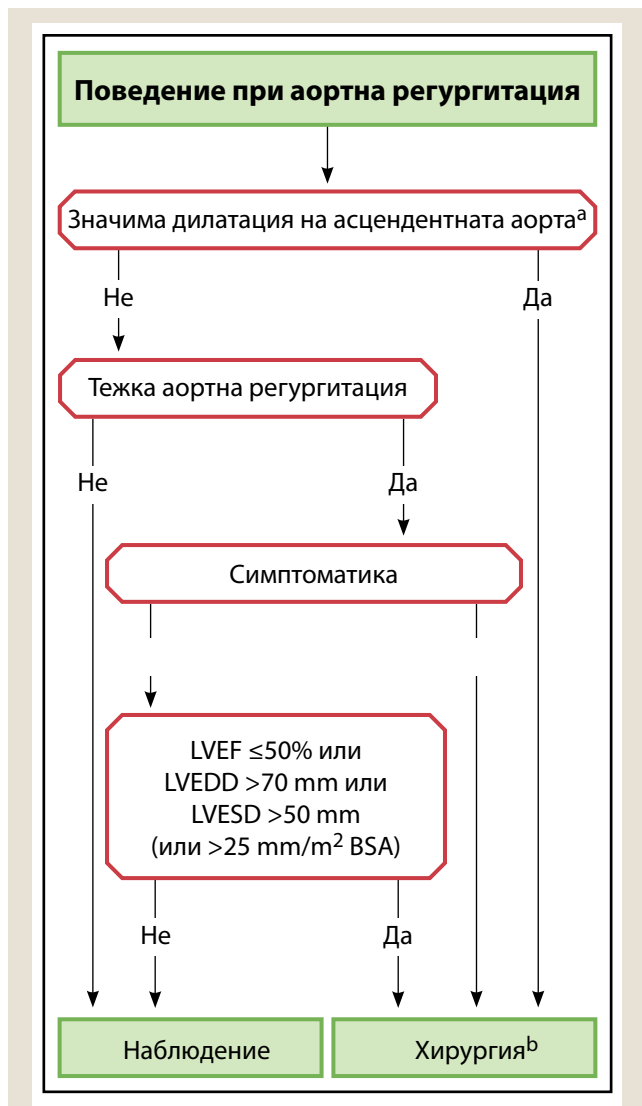 Поведение при аортна регургитация
Значима дилатация на асцендентната аортаᵃ
Не
Да
Тежка аортна регургитация
Не
Да
Симптоматика
LVEF ≤50% или
LVEDD >70 mm или
LVESD >50 mm
(или >25 mm/m² BSA)
Не
Да
Наблюдение
Хирургияᵇ